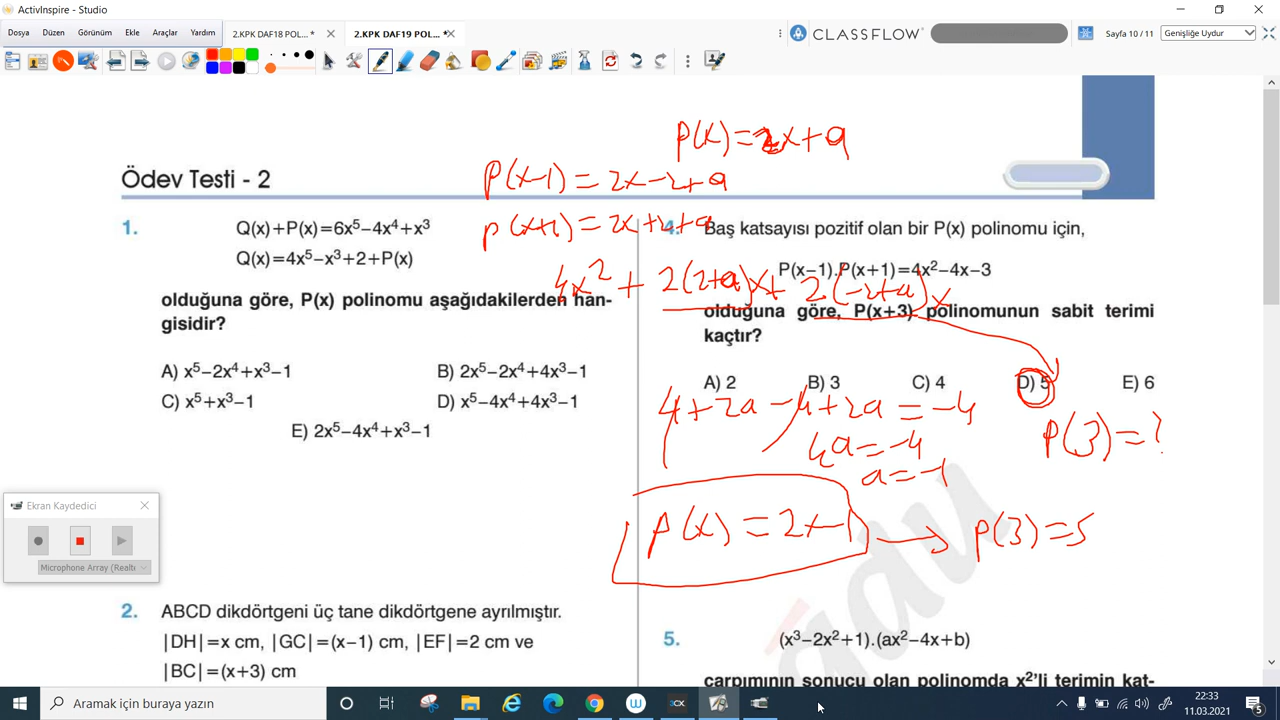 ActivInspire - Studio
Dosya Düzen Görünüm Ekle Araçlar Yardım
2.KPK DAF18 POL... *
2.KPK DAF19 POL... *
CLASSFLOW
Sayfa 10 / 11
Genişliğe Uydur
P(x)=2x+a
Ödev Testi - 2
P(x-1)=2x-2+a
P(x+1)=2x+2+a
4x²+2(2+a)x+2.(-2+a)x
1.
Q(x)+P(x)=6x⁵–4x⁴+x³
Q(x)=4x⁵–x³+2+P(x)
olduğuna göre, P(x) polinomu aşağıdakilerden han-
gisidir?
A) x⁵–2x⁴+x³–1
B) 2x⁵–2x⁴+4x³–1
C) x⁵+x³–1
D) x⁵–4x⁴+4x³–1
E) 2x⁵–4x⁴+x³–1
Ekran Kaydedici
Microphone Array (Realt
2. ABCD dikdörtgeni üç tane dikdörtgene ayrılmıştır.
|DH|=x cm, |GC|=(x–1) cm, |EF|=2 cm ve
|BC|=(x+3) cm
4. Baş katsayısı pozitif olan bir P(x) polinomu için,
P(x–1).P(x+1)=4x²–4x–3
olduğuna göre, P(x+3) polinomunun sabit terimi
kaçtır?
A) 2 B) 3 C) 4 D) 5 E) 6
4+2a-4+2a=-4
4a=-4
a=-1
P(3)=?
P(x)=2x-1 → P(3)=5
5.
(x³–2x²+1).(ax²–4x+b)
çarpımının sonucu olan polinomda x²'li terimin kat-
Aramak için buraya yazın
22:33
11.03.2021
5